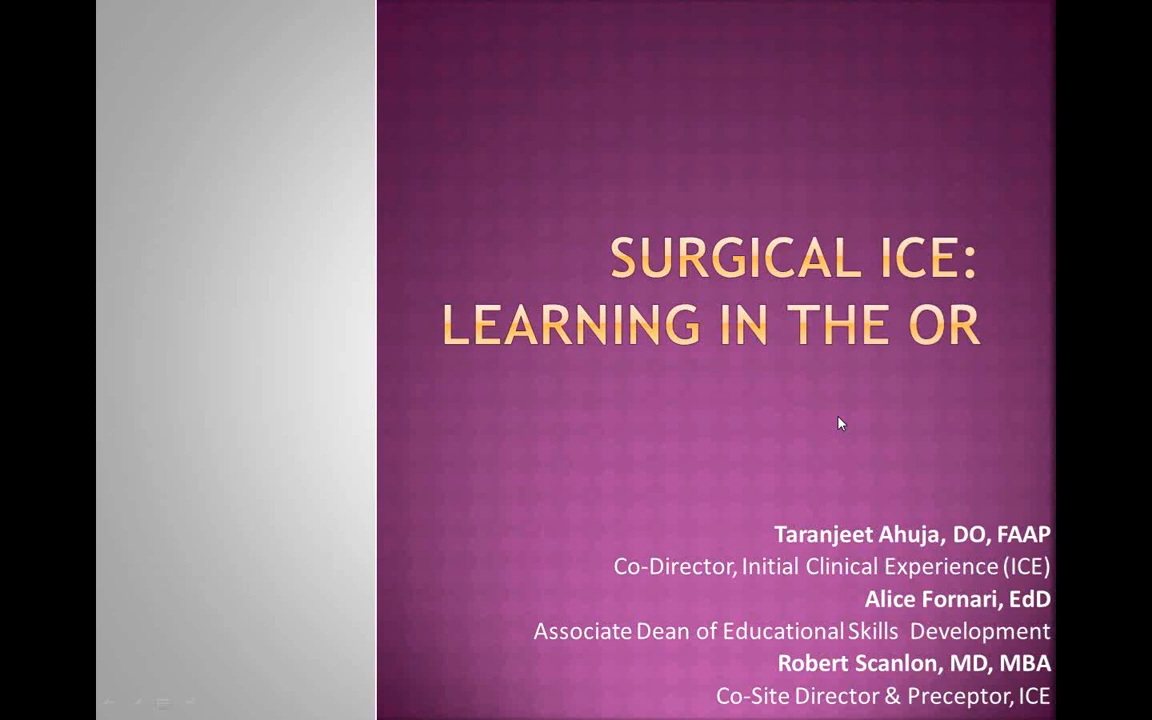 SURGICAL ICE:
LEARNING IN THE OR
Taranjeet Ahuja, DO, FAAP
Co-Director, Initial Clinical Experience (ICE)
Alice Fornari, EdD
Associate Dean of Educational Skills Development
Robert Scanlon, MD, MBA
Co-Site Director & Preceptor, ICE